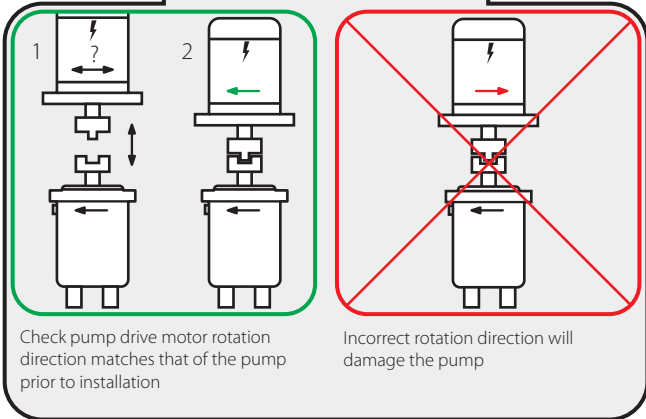 1
?
2
Check pump drive motor rotation
direction matches that of the pump
prior to installation
Incorrect rotation direction will
damage the pump